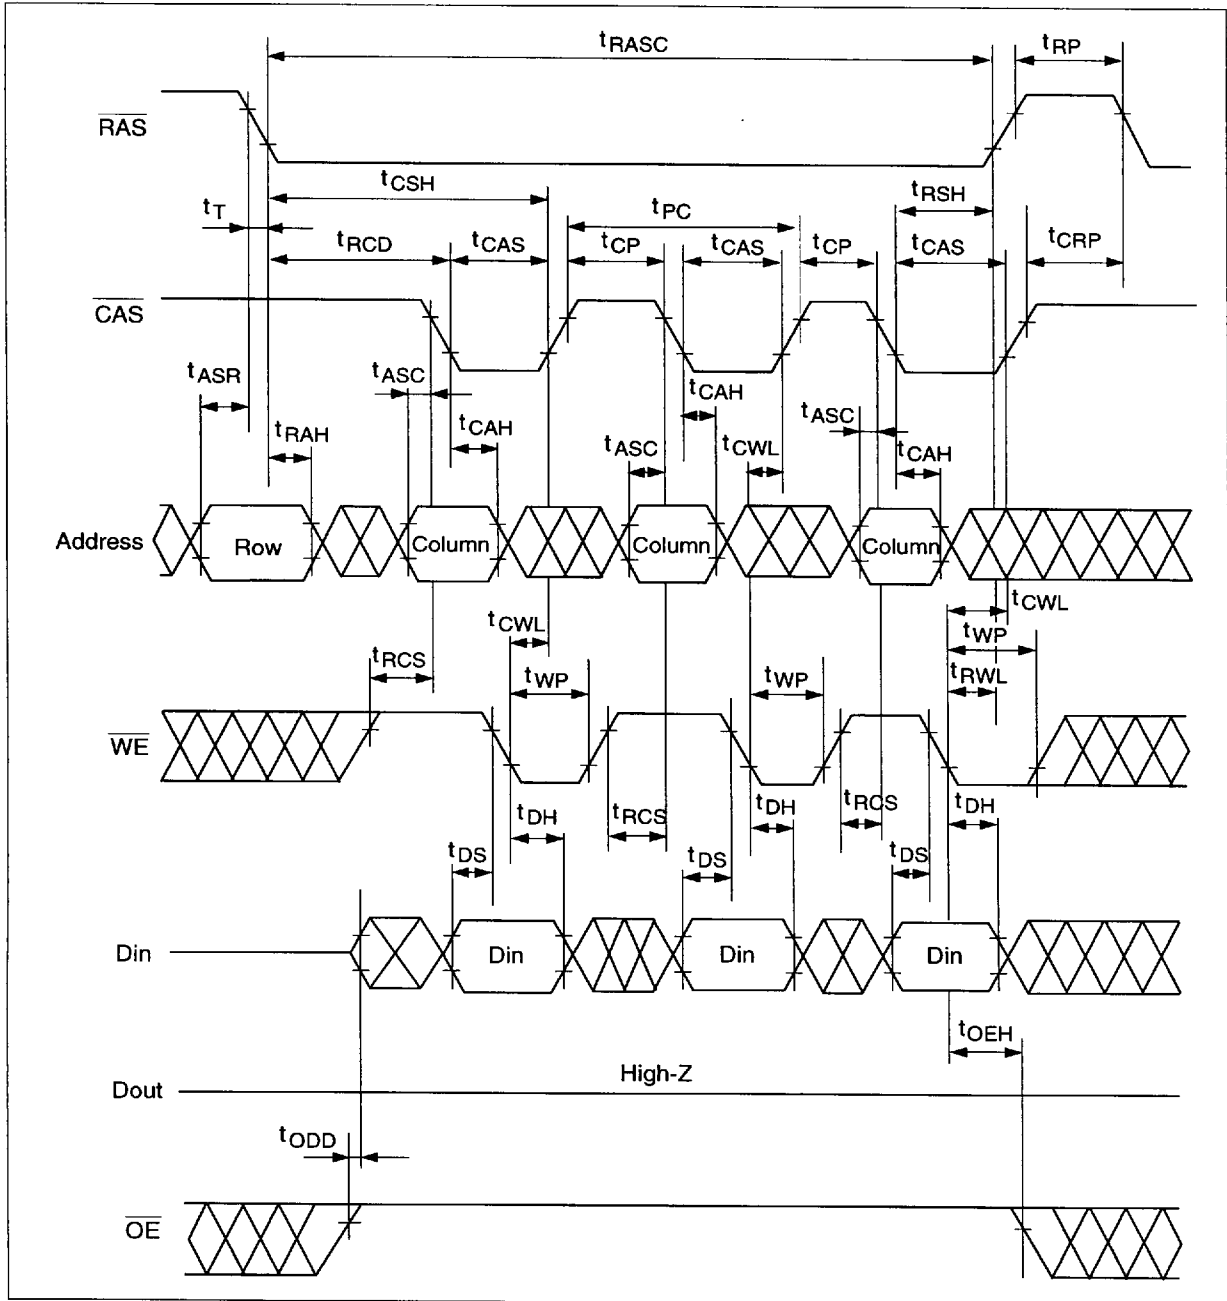 tRASC
tRP
RAS
tCSH
tRSH
tT
tPC
tRCD
tCAS
tCP
tCAS
tCP
tCAS
tCRP
CAS
tASR
tASC
tCAH
tRAH
tCAH
tASC
tCWL
tASC
tCAH
Address
Row
Column
Column
Column
tCWL
tCWL
tWP
tRCS
tWP
tWP
tRWL
WE
tDH
tRCS
tDH
tRCS
tDH
tDS
tDS
tDS
Din
Din
Din
Din
tOEH
High-Z
Dout
tODD
OE